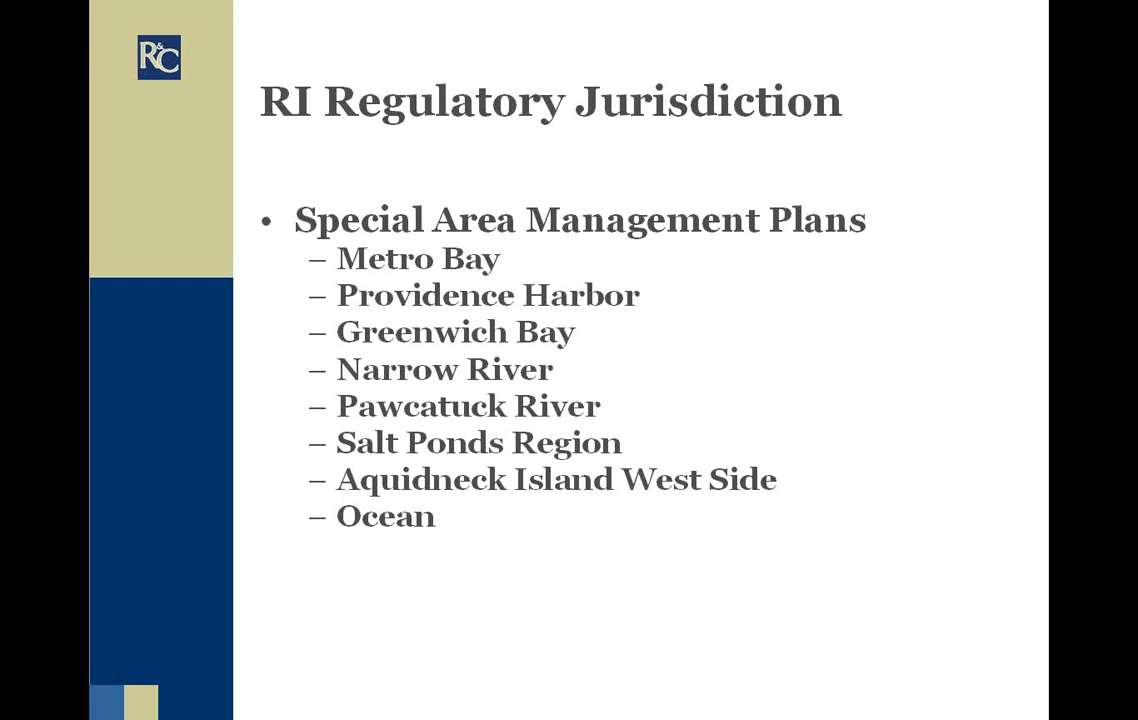 R&C
RI Regulatory Jurisdiction
• Special Area Management Plans
– Metro Bay
– Providence Harbor
– Greenwich Bay
– Narrow River
– Pawcatuck River
– Salt Ponds Region
– Aquidneck Island West Side
– Ocean